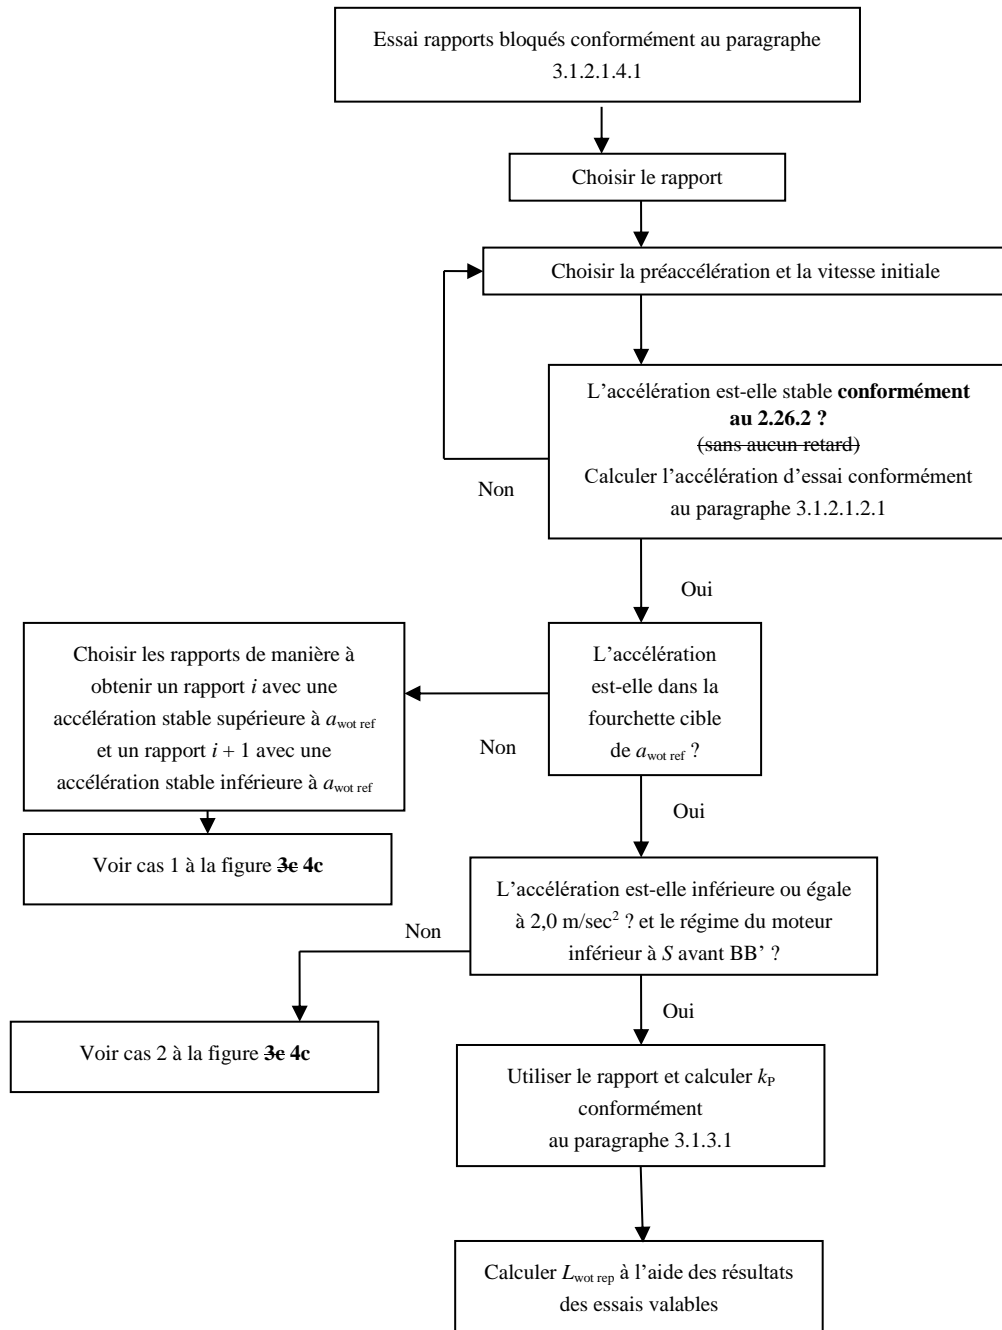 Essai rapports bloqués conformément au paragraphe
3.1.2.1.4.1
Choisir le rapport
Choisir la préaccélération et la vitesse initiale
L’accélération est-elle stable conformément
au 2.26.2 ?
(sans aucun retard)
Calculer l’accélération d’essai conformément
au paragraphe 3.1.2.1.2.1
Non
Oui
Choisir les rapports de manière à
obtenir un rapport i avec une
accélération stable supérieure à a wot ref
et un rapport i + 1 avec une
accélération stable inférieure à a wot ref
L’accélération
est-elle dans la
fourchette cible
de a wot ref ?
Non
Oui
Voir cas 1 à la figure 3c 4c
L’accélération est-elle inférieure ou égale
à 2,0 m/sec² ? et le régime du moteur
inférieur à S avant BB’ ?
Non
Oui
Voir cas 2 à la figure 3c 4c
Utiliser le rapport et calculer kP
conformément
au paragraphe 3.1.3.1
Calculer L wot rep à l’aide des résultats
des essais valables